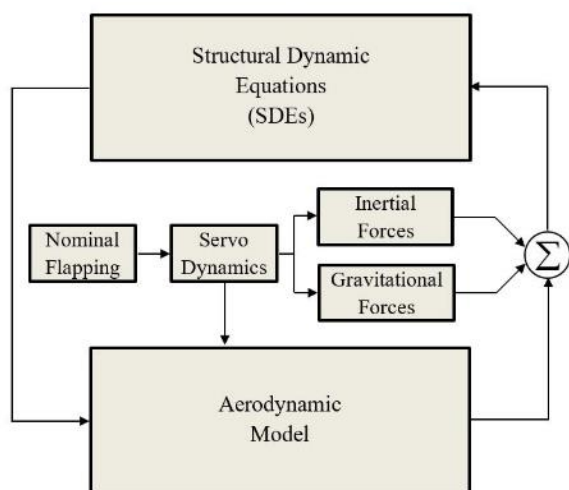 Structural Dynamic
Equations
(SDEs)
Inertial
Forces
Nominal
Flapping
Servo
Dynamics
Σ
Gravitational
Forces
Aerodynamic
Model